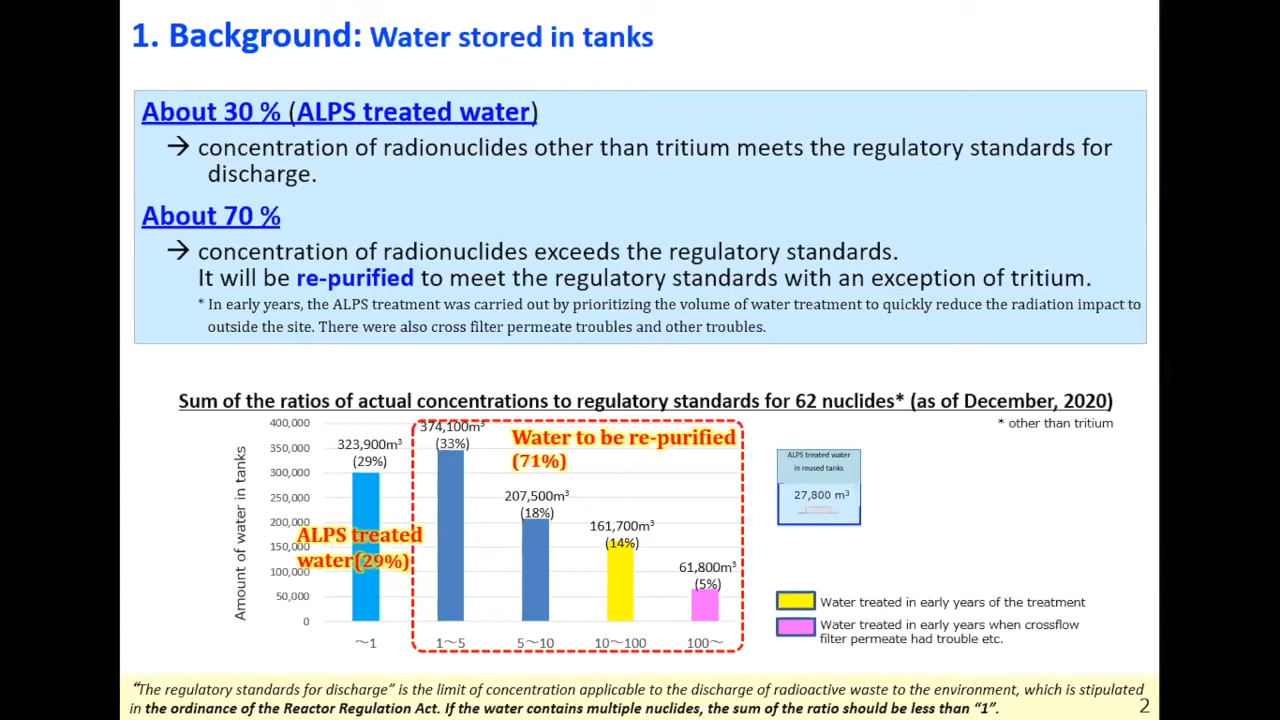 1. Background: Water stored in tanks
About 30 % (ALPS treated water)
→ concentration of radionuclides other than tritium meets the regulatory standards for
discharge.
About 70 %
→ concentration of radionuclides exceeds the regulatory standards.
It will be re-purified to meet the regulatory standards with an exception of tritium.
* In early years, the ALPS treatment was carried out by prioritizing the volume of water treatment to quickly reduce the radiation impact to
outside the site. There were also cross filter permeate troubles and other troubles.
Sum of the ratios of actual concentrations to regulatory standards for 62 nuclides* (as of December, 2020)
* other than tritium
Amount of water in tanks
400,000
350,000
300,000
250,000
200,000
150,000
100,000
50,000
0
323,900m³
(29%)
ALPS treated
water(29%)
374,100m³
(33%)
Water to be re-purified
(71%)
207,500m³
(18%)
161,700m³
(14%)
61,800m³
(5%)
～1
1～5
5～10
10～100
100～
ALPS treated water
in reused tanks
27,800 m³
Water treated in early years of the treatment
Water treated in early years when crossflow
filter permeate had trouble etc.
“The regulatory standards for discharge” is the limit of concentration applicable to the discharge of radioactive waste to the environment, which is stipulated
in the ordinance of the Reactor Regulation Act. If the water contains multiple nuclides, the sum of the ratio should be less than “1”.
2